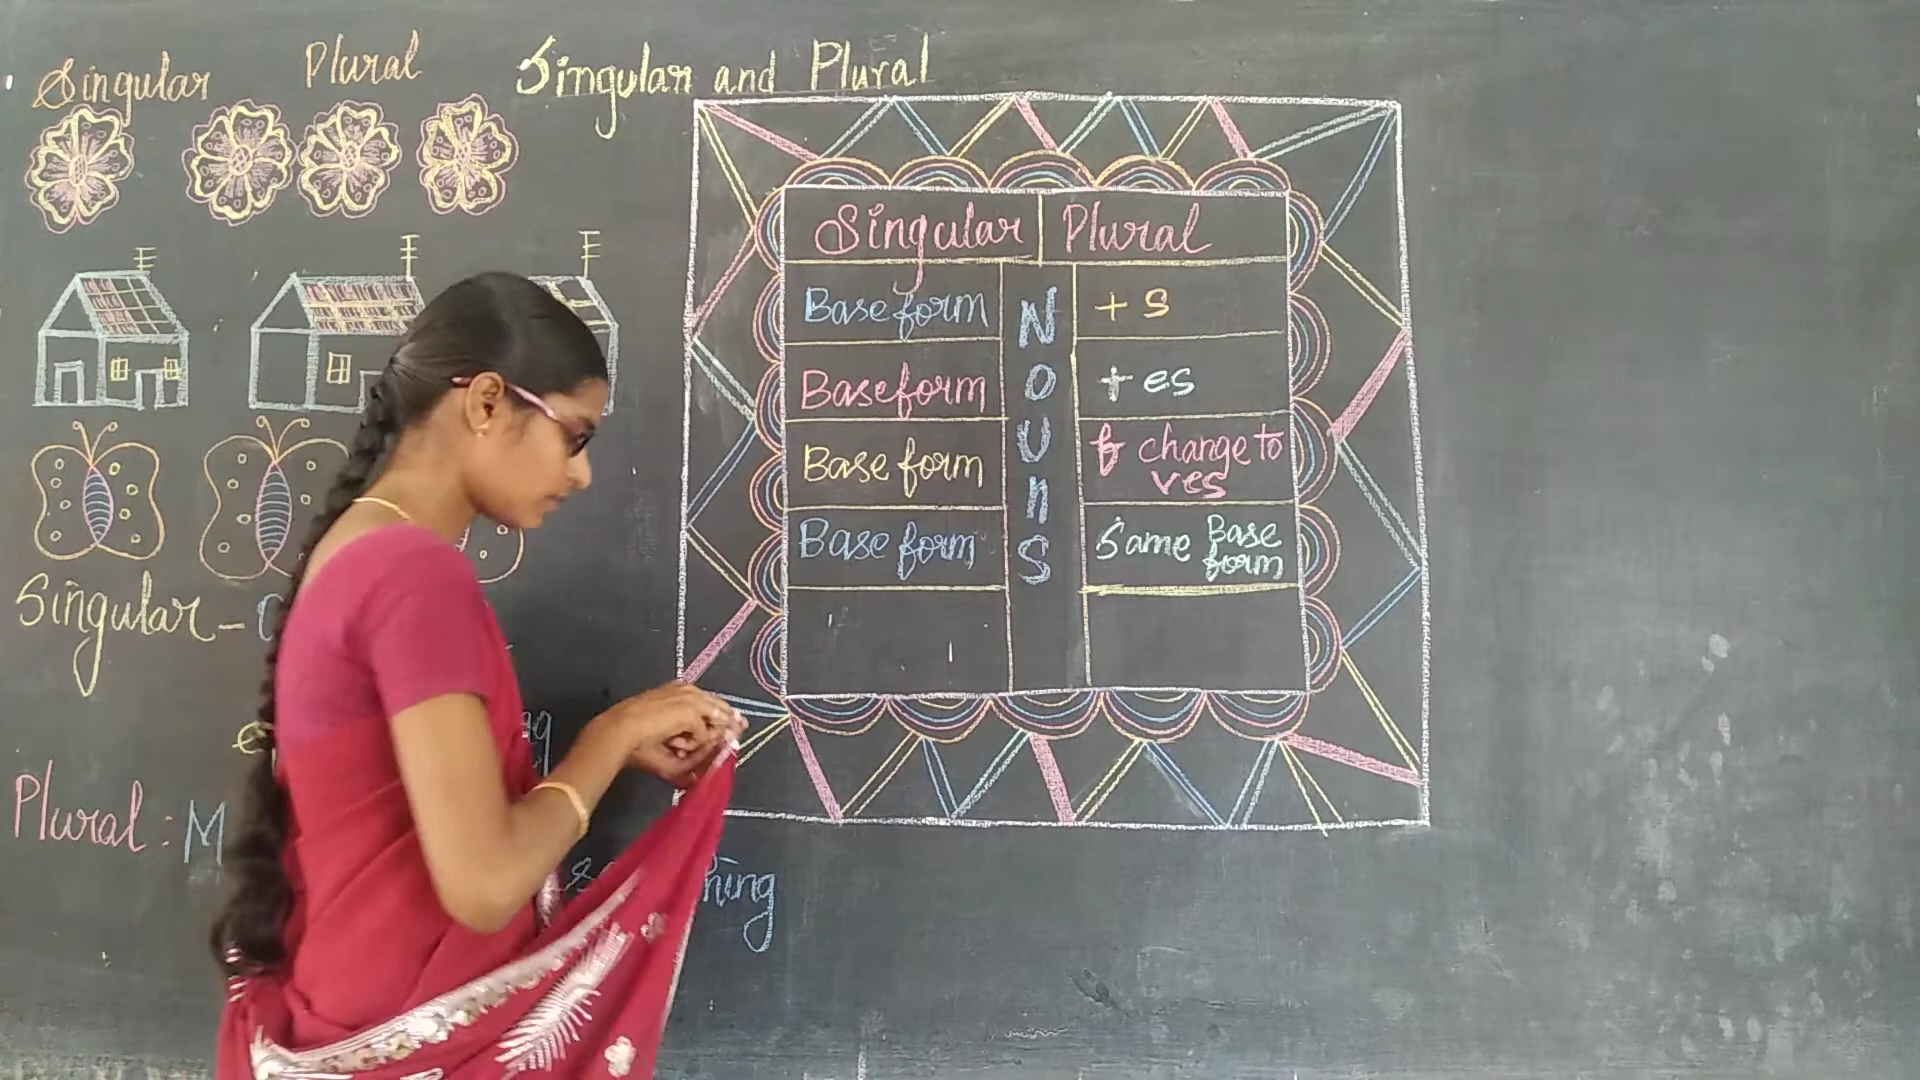 Singular Plural Singular and Plural
Singular Plural
Base form + s
Base form + es
Base form f change to
ves
Base form Same Base
form
Nouns
Singular -
Plural : M